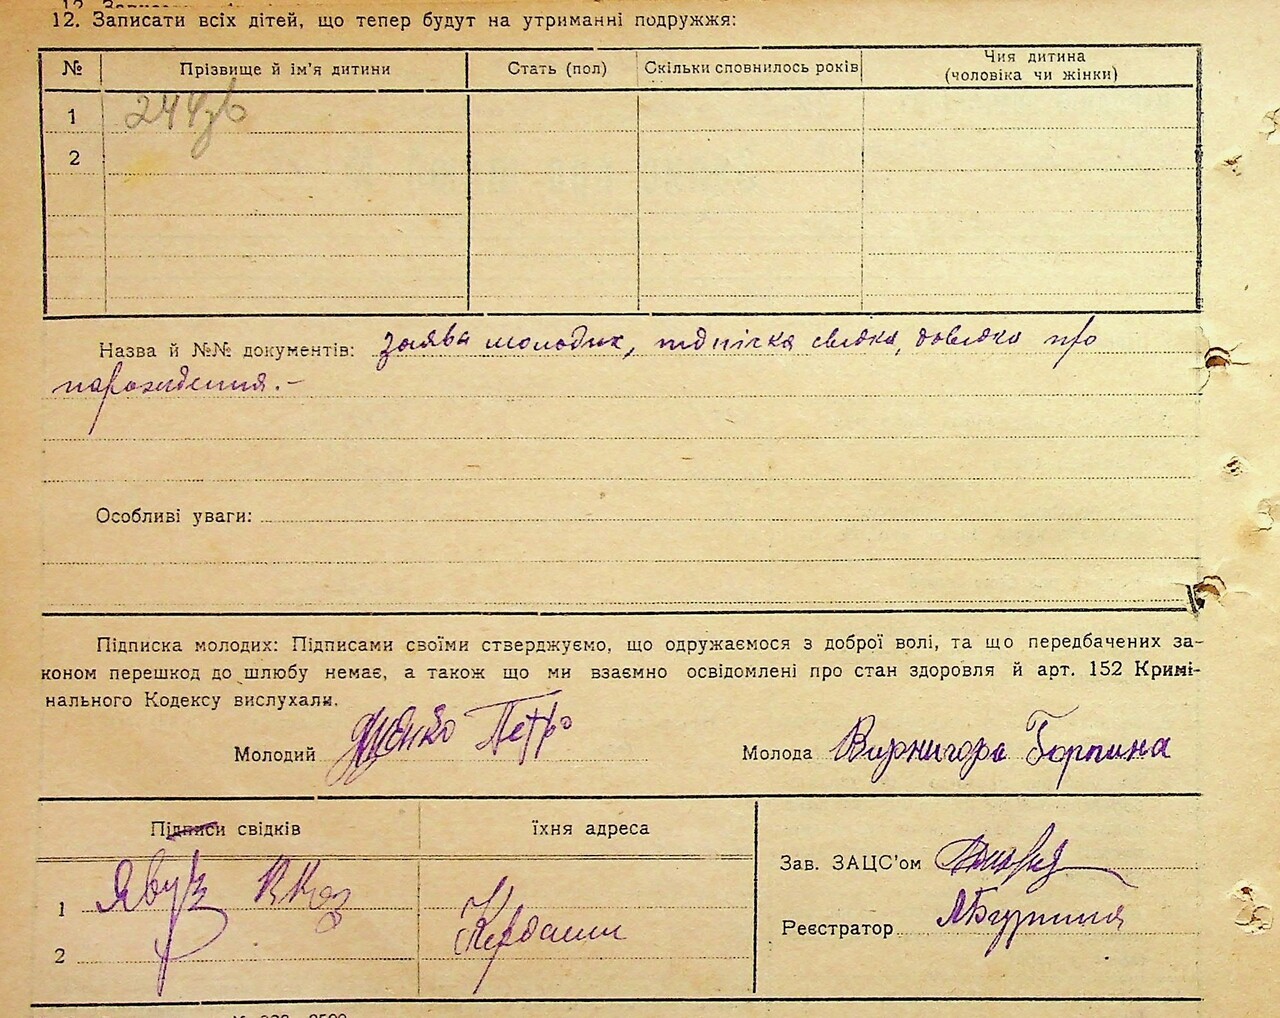 12. Записати всіх дітей, що тепер будут на утриманні подружжя:
№ Прізвище й ім'я дитини Стать (пол) Скільки сповнилось років Чия дитина (чоловіка чи жінки)
1 244зв
2
Назва й №№ документів: заява молодих, підпіска свідка, довідка про
нарождення.-
Особливі уваги:
Підписка молодих: Підписами своїми стверджуємо, що одружаємося з доброї волі, та що передбачених за-
коном перешкод до шлюбу немає, а також що ми взаємно освідомлені про стан здоровля й арт. 152 Кримі-
нального Кодексу вислухали.
Молодий Петро Молода Вирнигора Горпина
Підписи свідків їхня адреса
Зав. ЗАЦС'ом
1
Реєстратор
2